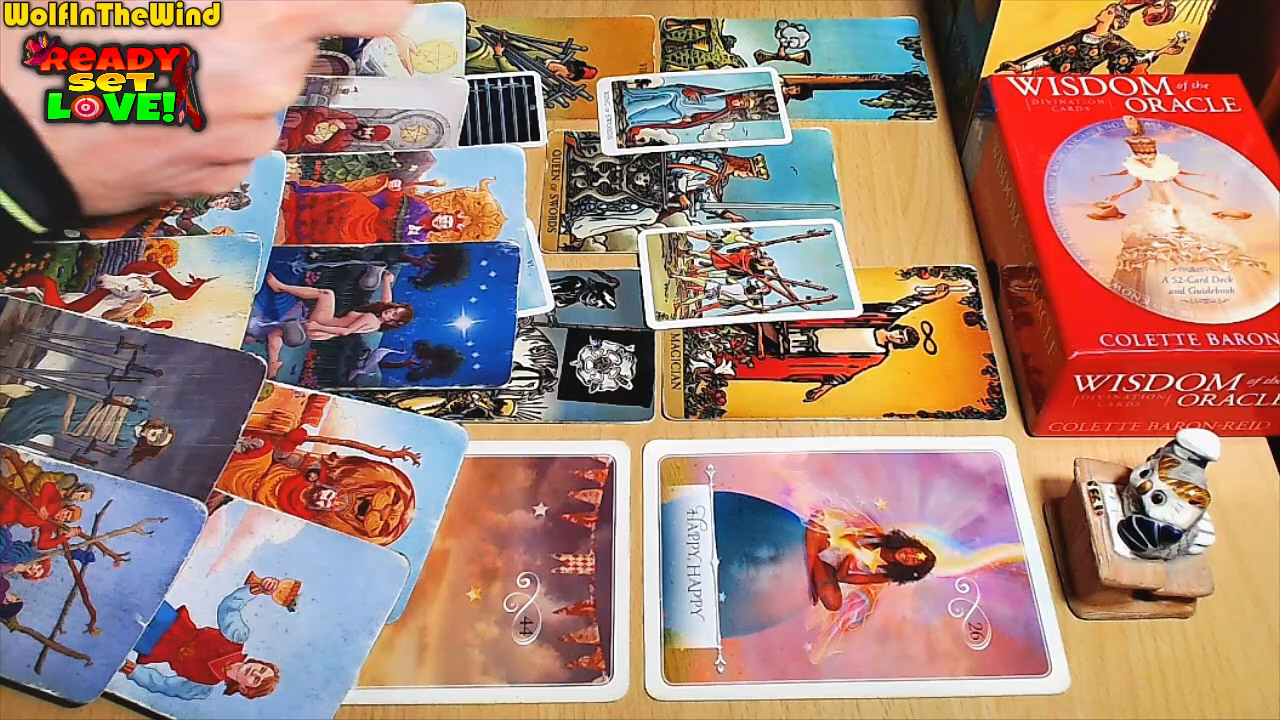 WolfInTheWind
READY
SET
LOVE!
QUEEN OF SWORDS
MAGICIAN
44
HAPPY HAPPY
26
WISDOM of the
DIVINATION
CARDS
ORACLE
A 52-Card Deck
and Guidebook
COLETTE BARON
WISDOM of the
DIVINATION
CARDS
ORACLE
COLETTE BARON-REID